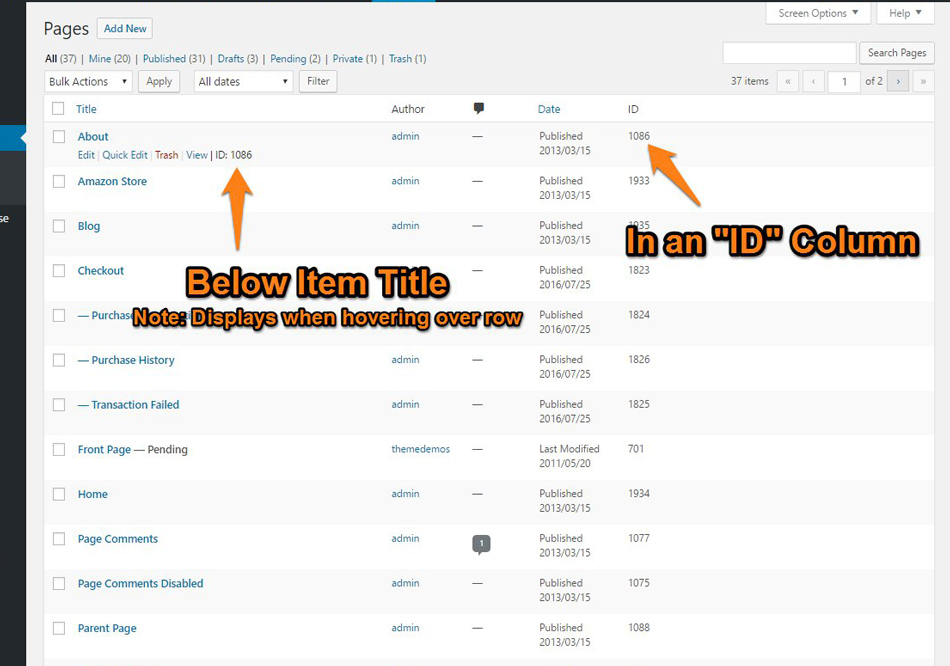 Screen Options ▼ Help ▼
Pages Add New
All (37) | Mine (20) | Published (31) | Drafts (3) | Pending (2) | Private (1) | Trash (1)
Search Pages
Bulk Actions Apply All dates Filter 37 items « ‹ 1 of 2 › »
Title Author Date ID
About admin — Published 1086
2013/03/15
Edit | Quick Edit | Trash | View | ID: 1086
Amazon Store admin — Published 1933
2013/03/15
Blog admin — Published 1935
2013/03/15
In an "ID" Column
Checkout — Published 1823
2016/07/25
Below Item Title
— Published 1824
Note: Displays when hovering over row
2016/07/25
— Purchase History admin — Published 1826
2016/07/25
— Transaction Failed admin — Published 1825
2016/07/25
Front Page — Pending themedemos — Last Modified 701
2011/05/20
Home admin — Published 1934
2013/03/15
Page Comments admin 1 Published 1077
2013/03/15
Page Comments Disabled admin — Published 1075
2013/03/15
Parent Page admin — Published 1088
2013/03/15
se